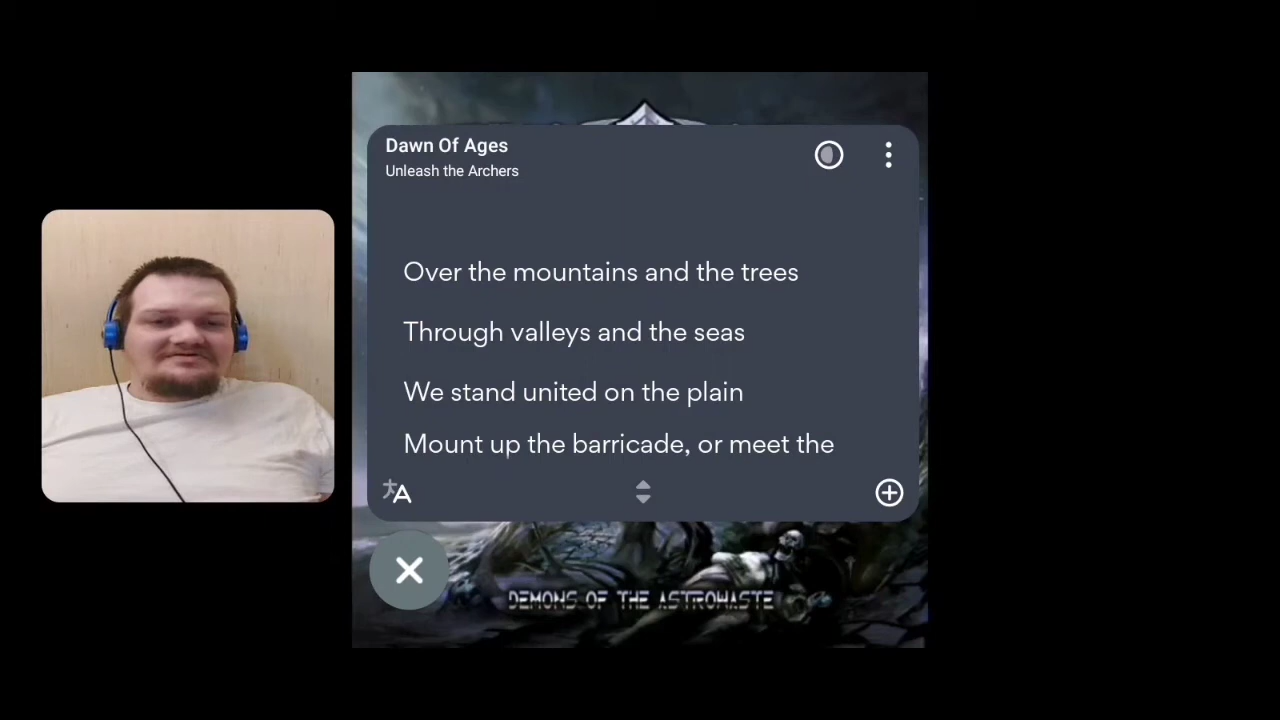 Dawn Of Ages
Unleash the Archers
Over the mountains and the trees
Through valleys and the seas
We stand united on the plain
Mount up the barricade, or meet the
DEMONS OF THE ASTROWASTE